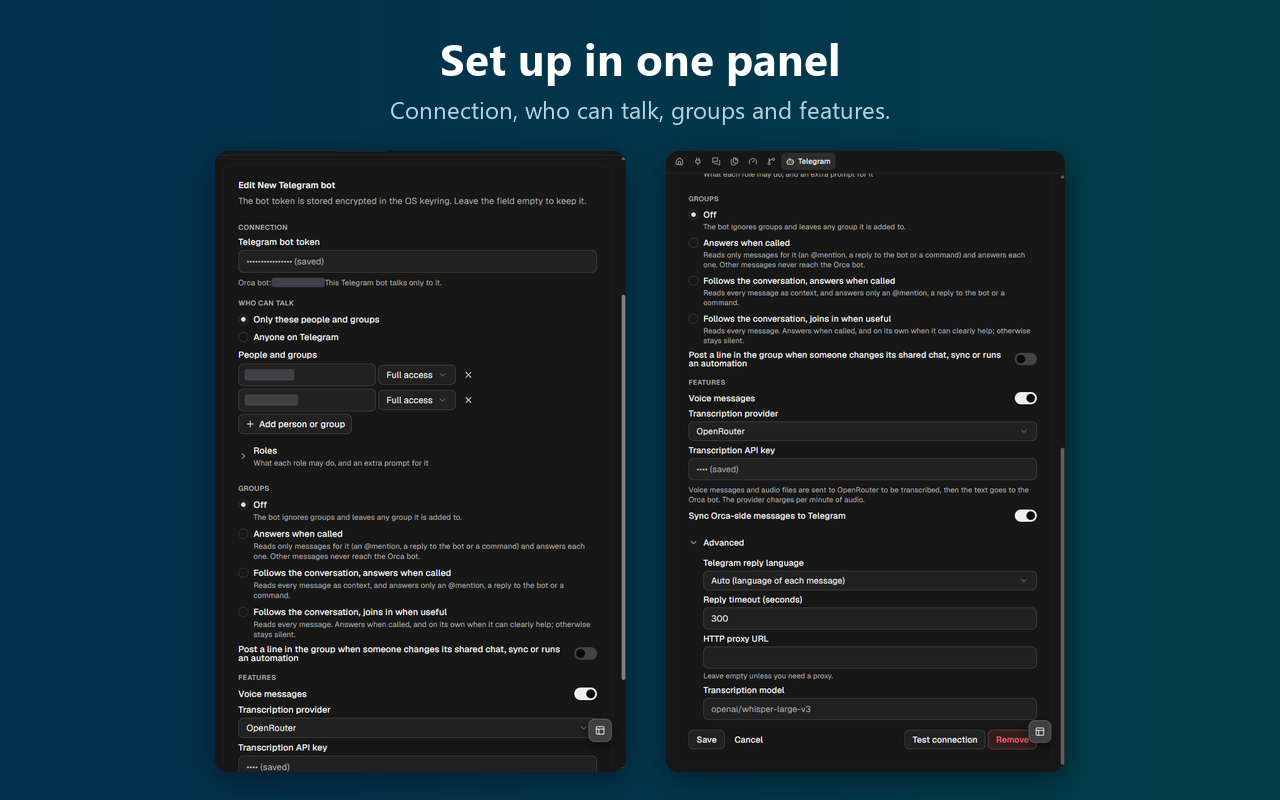 Set up in one panel
Connection, who can talk, groups and features.
Edit New Telegram bot
The bot token is stored encrypted in the OS keyring. Leave the field empty to keep it.
CONNECTION
Telegram bot token
•••••••••••••••• (saved)
Orca bot: This Telegram bot talks only to it.
WHO CAN TALK
Only these people and groups
Anyone on Telegram
People and groups
Full access
Full access
Add person or group
Roles
What each role may do, and an extra prompt for it
GROUPS
Off
The bot ignores groups and leaves any group it is added to.
Answers when called
Reads only messages for it (an @mention, a reply to the bot or a command) and answers each
one. Other messages never reach the Orca bot.
Follows the conversation, answers when called
Reads every message as context, and answers only an @mention, a reply to the bot or a
command.
Follows the conversation, joins in when useful
Reads every message. Answers when called, and on its own when it can clearly help; otherwise
stays silent.
Post a line in the group when someone changes its shared chat, sync or runs
an automation
FEATURES
Voice messages
Transcription provider
OpenRouter
Transcription API key
•••• (saved)
Telegram
What each role may do, and an extra prompt for it
GROUPS
Off
The bot ignores groups and leaves any group it is added to.
Answers when called
Reads only messages for it (an @mention, a reply to the bot or a command) and answers each
one. Other messages never reach the Orca bot.
Follows the conversation, answers when called
Reads every message as context, and answers only an @mention, a reply to the bot or a
command.
Follows the conversation, joins in when useful
Reads every message. Answers when called, and on its own when it can clearly help; otherwise
stays silent.
Post a line in the group when someone changes its shared chat, sync or runs
an automation
FEATURES
Voice messages
Transcription provider
OpenRouter
Transcription API key
•••• (saved)
Voice messages and audio files are sent to OpenRouter to be transcribed, then the text goes to the
Orca bot. The provider charges per minute of audio.
Sync Orca-side messages to Telegram
Advanced
Telegram reply language
Auto (language of each message)
Reply timeout (seconds)
300
HTTP proxy URL
Leave empty unless you need a proxy.
Transcription model
openai/whisper-large-v3
Save Cancel Test connection Remove